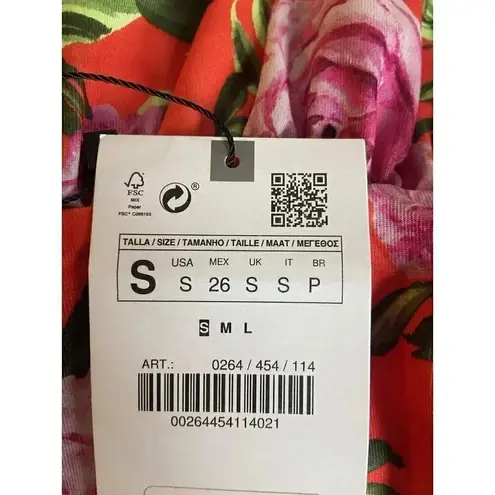 FSC
MIX
Paper
FSC® C069193
®
TALLA / SIZE / TAMANHO / TAILLE / MAAT / ΜΕΓΕΘΟΣ
S USA MEX UK IT BR
S 26 S S P
S M L
ART.: 0264 / 454 / 114
00264454114021